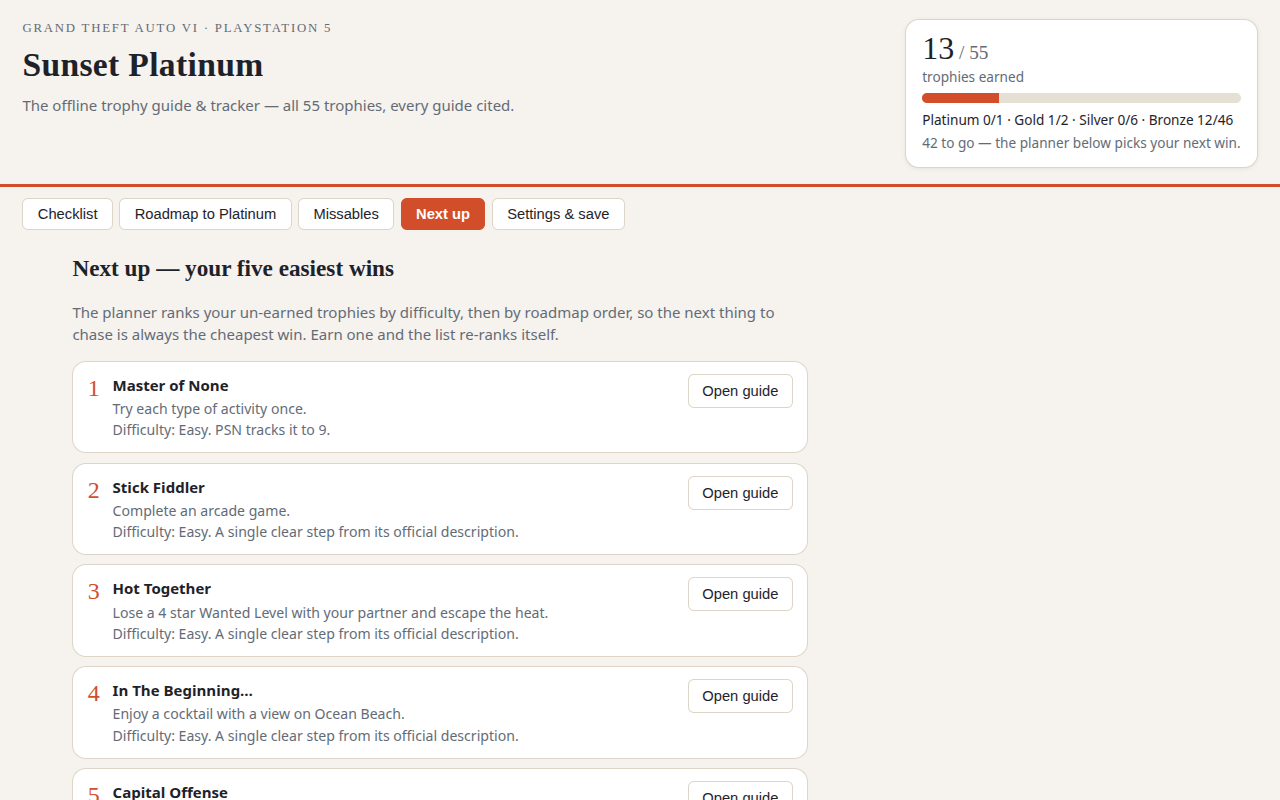 GRAND THEFT AUTO VI · PLAYSTATION 5
Sunset Platinum
The offline trophy guide & tracker — all 55 trophies, every guide cited.
13 / 55
trophies earned
Platinum 0/1 · Gold 1/2 · Silver 0/6 · Bronze 12/46
42 to go — the planner below picks your next win.
Checklist
Roadmap to Platinum
Missables
Next up
Settings & save
Next up — your five easiest wins
The planner ranks your un-earned trophies by difficulty, then by roadmap order, so the next thing to
chase is always the cheapest win. Earn one and the list re-ranks itself.
1 Master of None
Try each type of activity once.
Difficulty: Easy. PSN tracks it to 9.
Open guide
2 Stick Fiddler
Complete an arcade game.
Difficulty: Easy. A single clear step from its official description.
Open guide
3 Hot Together
Lose a 4 star Wanted Level with your partner and escape the heat.
Difficulty: Easy. A single clear step from its official description.
Open guide
4 In The Beginning...
Enjoy a cocktail with a view on Ocean Beach.
Difficulty: Easy. A single clear step from its official description.
Open guide
5 Capital Offense
Open guide